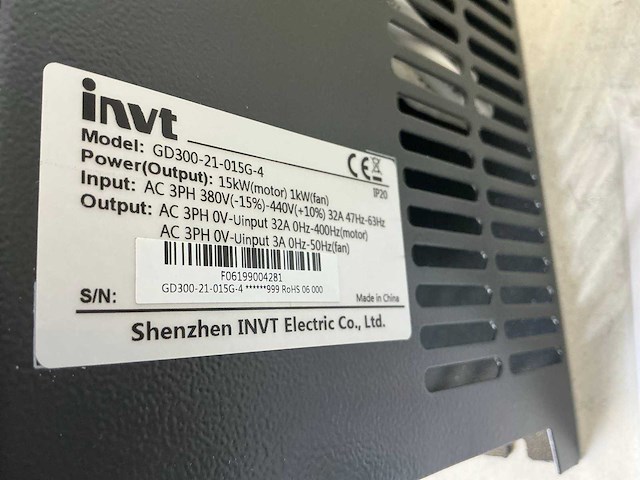 invt
Model: GD300-21-015G-4
Power(Output): 15kW(motor) 1kW(fan)
IP20
Input: AC 3PH 380V(-15%)-440V(+10%) 32A 47Hz-63Hz
Output: AC 3PH 0V-Uinput 32A 0Hz-400Hz(motor)
AC 3PH 0V-Uinput 3A 0Hz-50Hz(fan)
F06199004281
S/N: GD300-21-015G-4 ******999 RoHS 06 000
Made in China
Shenzhen INVT Electric Co., Ltd.